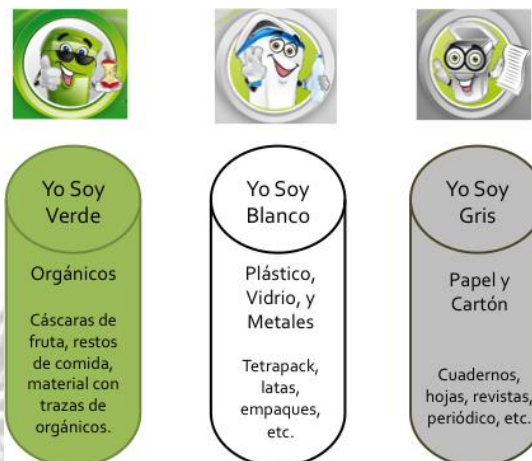 Yo Soy
Verde
Orgánicos
Cáscaras de
fruta, restos
de comida,
material con
trazas de
orgánicos.
Yo Soy
Blanco
Plástico,
Vidrio, y
Metales
Tetrapack,
latas,
empaques,
etc.
Yo Soy
Gris
Papel y
Cartón
Cuadernos,
hojas, revistas,
periódico, etc.